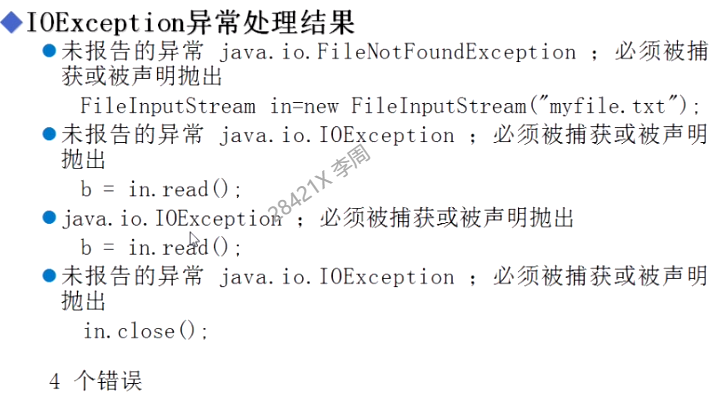 IOException异常处理结果
未报告的异常 java.io.FileNotFoundException ；必须被捕
获或被声明抛出
FileInputStream in=new FileInputStream("myfile.txt");
未报告的异常 java.io.IOException ；必须被捕获或被声明
抛出
b = in.read();
java.io.IOException ；必须被捕获或被声明抛出
b = in.read();
未报告的异常 java.io.IOException ；必须被捕获或被声明
抛出
in.close();
4 个错误
28421X 李周